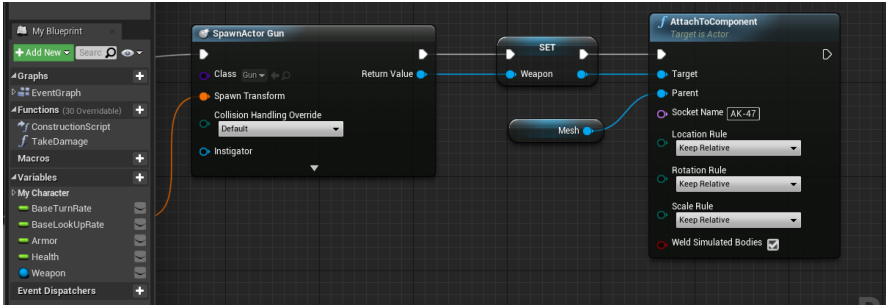 My Blueprint
+Add New
Searc
Graphs
EventGraph
Functions (30 Overridable)
ConstructionScript
TakeDamage
Macros
Variables
My Character
BaseTurnRate
BaseLookUpRate
Armor
Health
Weapon
Event Dispatchers
SpawnActor Gun
Class Gun
Return Value
Spawn Transform
Collision Handling Override
Default
Instigator
SET
Weapon
Mesh
AttachToComponent
Target is Actor
Target
Parent
Socket Name AK-47
Location Rule
Keep Relative
Rotation Rule
Keep Relative
Scale Rule
Keep Relative
Weld Simulated Bodies